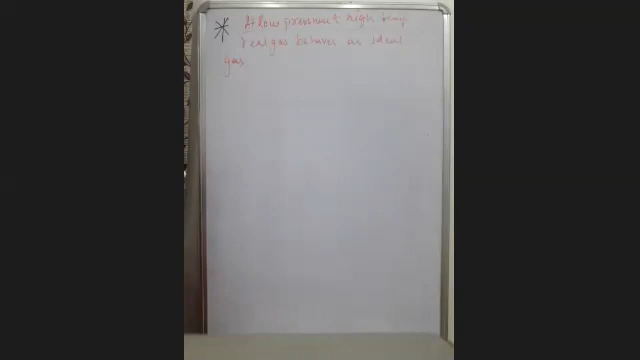 * At low pressure & high temp
real gas behaves as ideal
gas